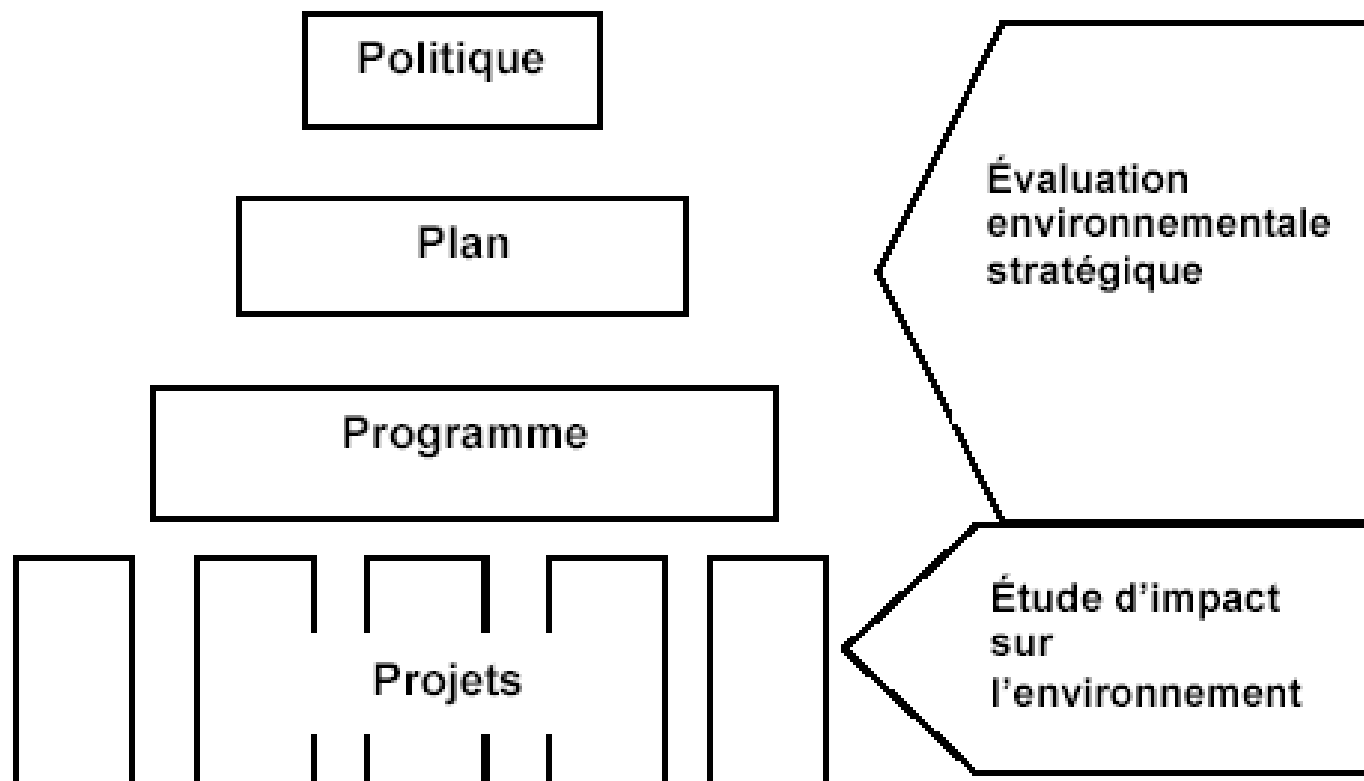 Politique
Plan
Programme
Projets
Évaluation
environnementale
stratégique
Étude d'impact
sur
l'environnement